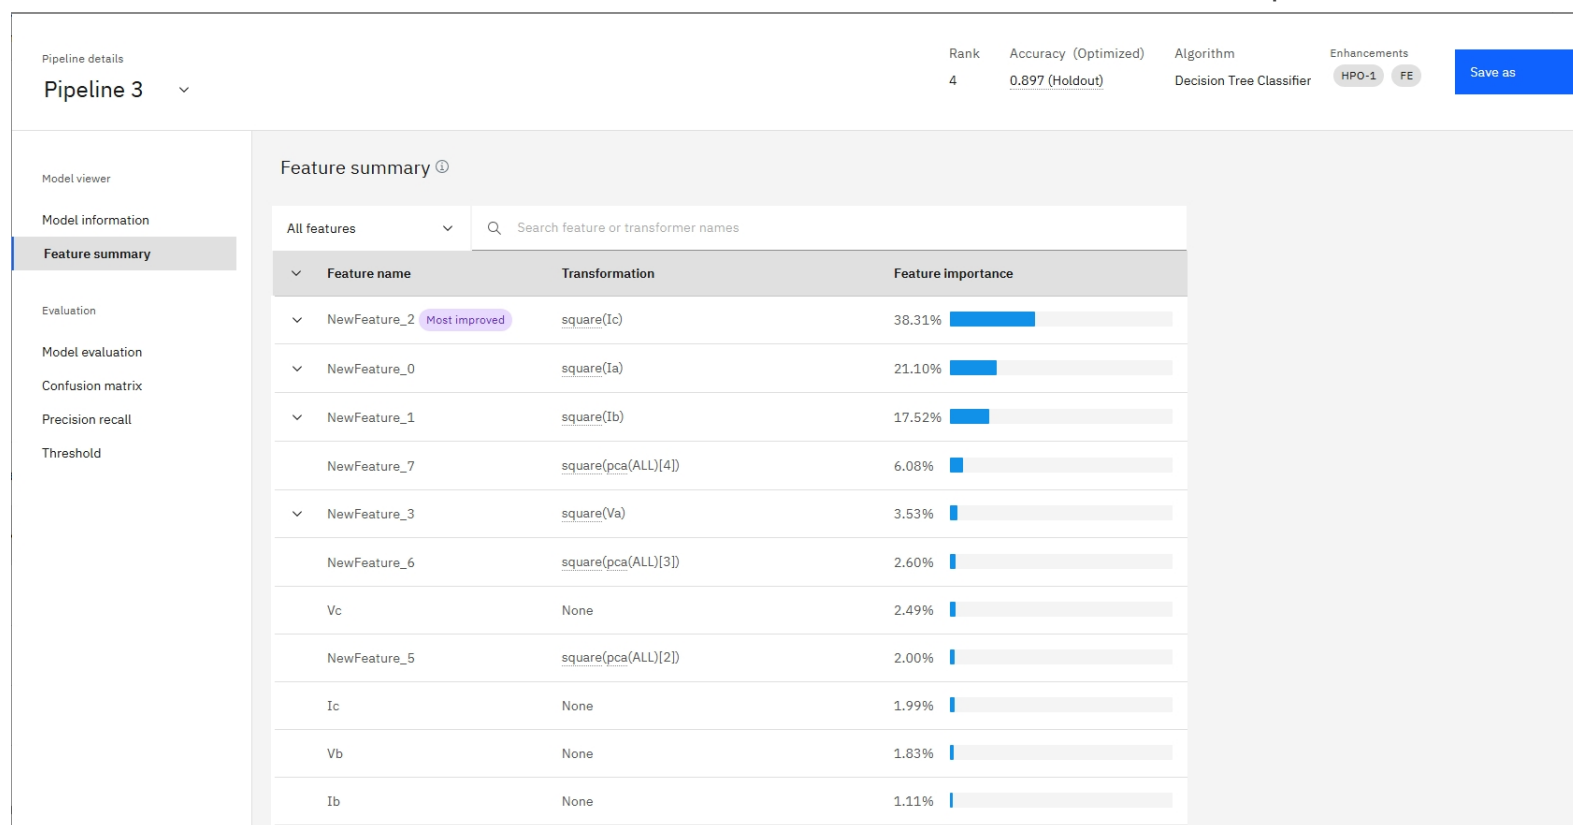 Pipeline details
Pipeline 3
Rank
4
Accuracy (Optimized)
0.897 (Holdout)
Algorithm
Decision Tree Classifier
Enhancements
HPO-1 FE
Save as
Model viewer
Model information
Feature summary
Evaluation
Model evaluation
Confusion matrix
Precision recall
Threshold
Feature summary
All features
Search feature or transformer names
Feature name Transformation Feature importance
NewFeature_2 Most improved square(Ic) 38.31%
NewFeature_0 square(Ia) 21.10%
NewFeature_1 square(Ib) 17.52%
NewFeature_7 square(pca(ALL)[4]) 6.08%
NewFeature_3 square(Va) 3.53%
NewFeature_6 square(pca(ALL)[3]) 2.60%
Vc None 2.49%
NewFeature_5 square(pca(ALL)[2]) 2.00%
Ic None 1.99%
Vb None 1.83%
Ib None 1.11%